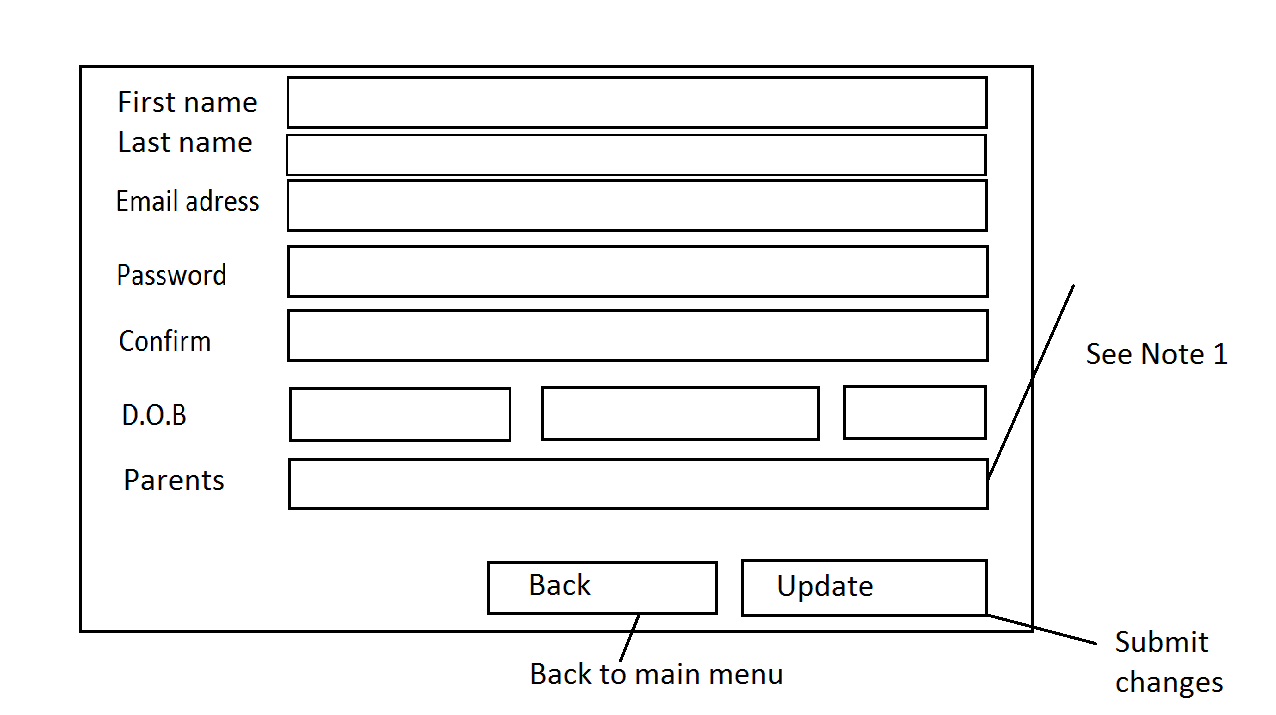 First name
Last name
Email adress
Password
Confirm
See Note 1
D.O.B
Parents
Back
Update
Back to main menu
Submit
changes